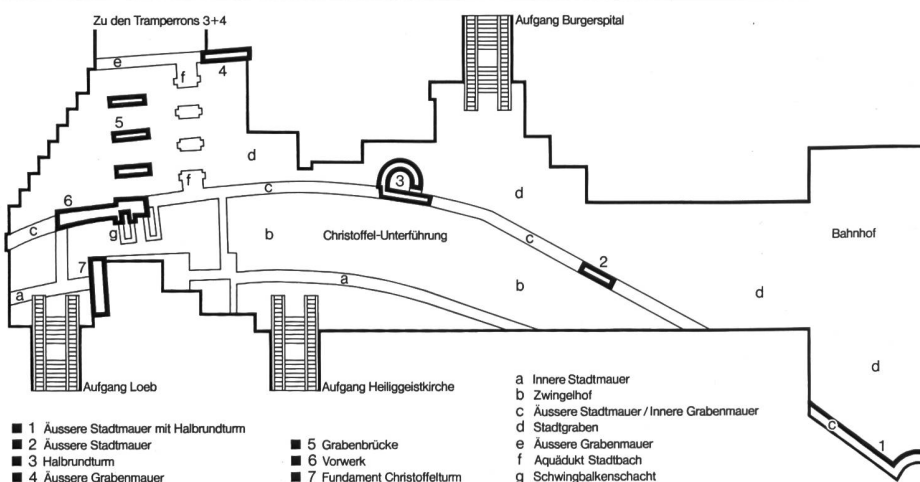 Zu den Tramperrons 3+4
Aufgang Burgerspital
e
4
f
5
d
f
c
3
d
6
c
g
b
Christoffel-Unterführung
c
Bahnhof
7
2
b
a
a
d
d
Aufgang Loeb
Aufgang Heiliggeistkirche
c
1
1 Äussere Stadtmauer mit Halbrundturm
2 Äussere Stadtmauer
3 Halbrundturm
4 Äussere Grabenmauer
5 Grabenbrücke
6 Vorwerk
7 Fundament Christoffelturm
a Innere Stadtmauer
b Zwingelhof
c Äussere Stadtmauer / Innere Grabenmauer
d Stadtgraben
e Äussere Grabenmauer
f Aquädukt Stadtbach
g Schwingbalkenschacht